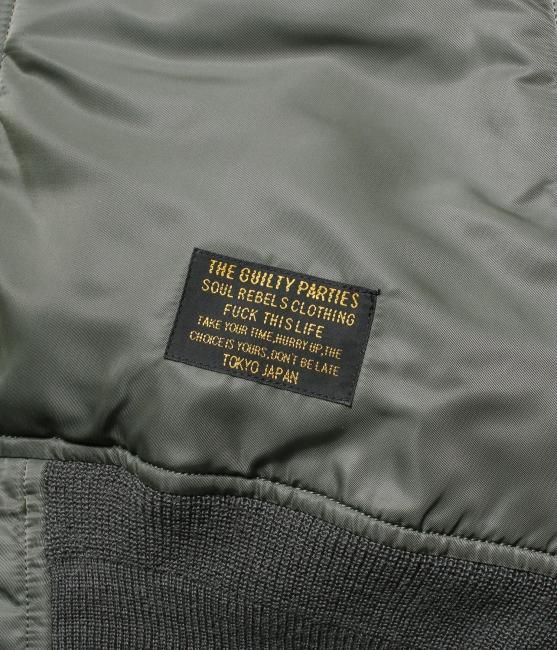 THE GUILTY PARTIES
SOUL REBELS CLOTHING
FUCK THIS LIFE
TAKE YOUR TIME,HURRY UP,THE
CHOICE IS YOURS,DON'T BE LATE
TOKYO JAPAN